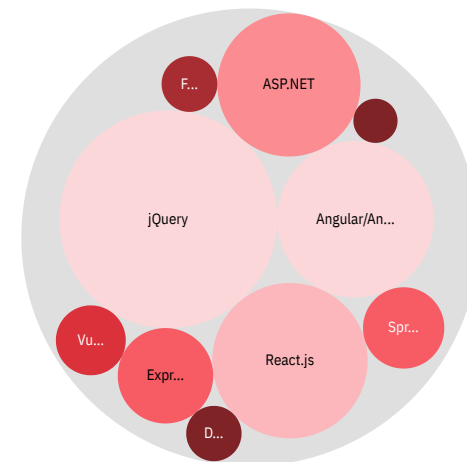 F...
ASP.NET
jQuery
Angular/An...
Spr...
Vu...
React.js
Expr...
D...